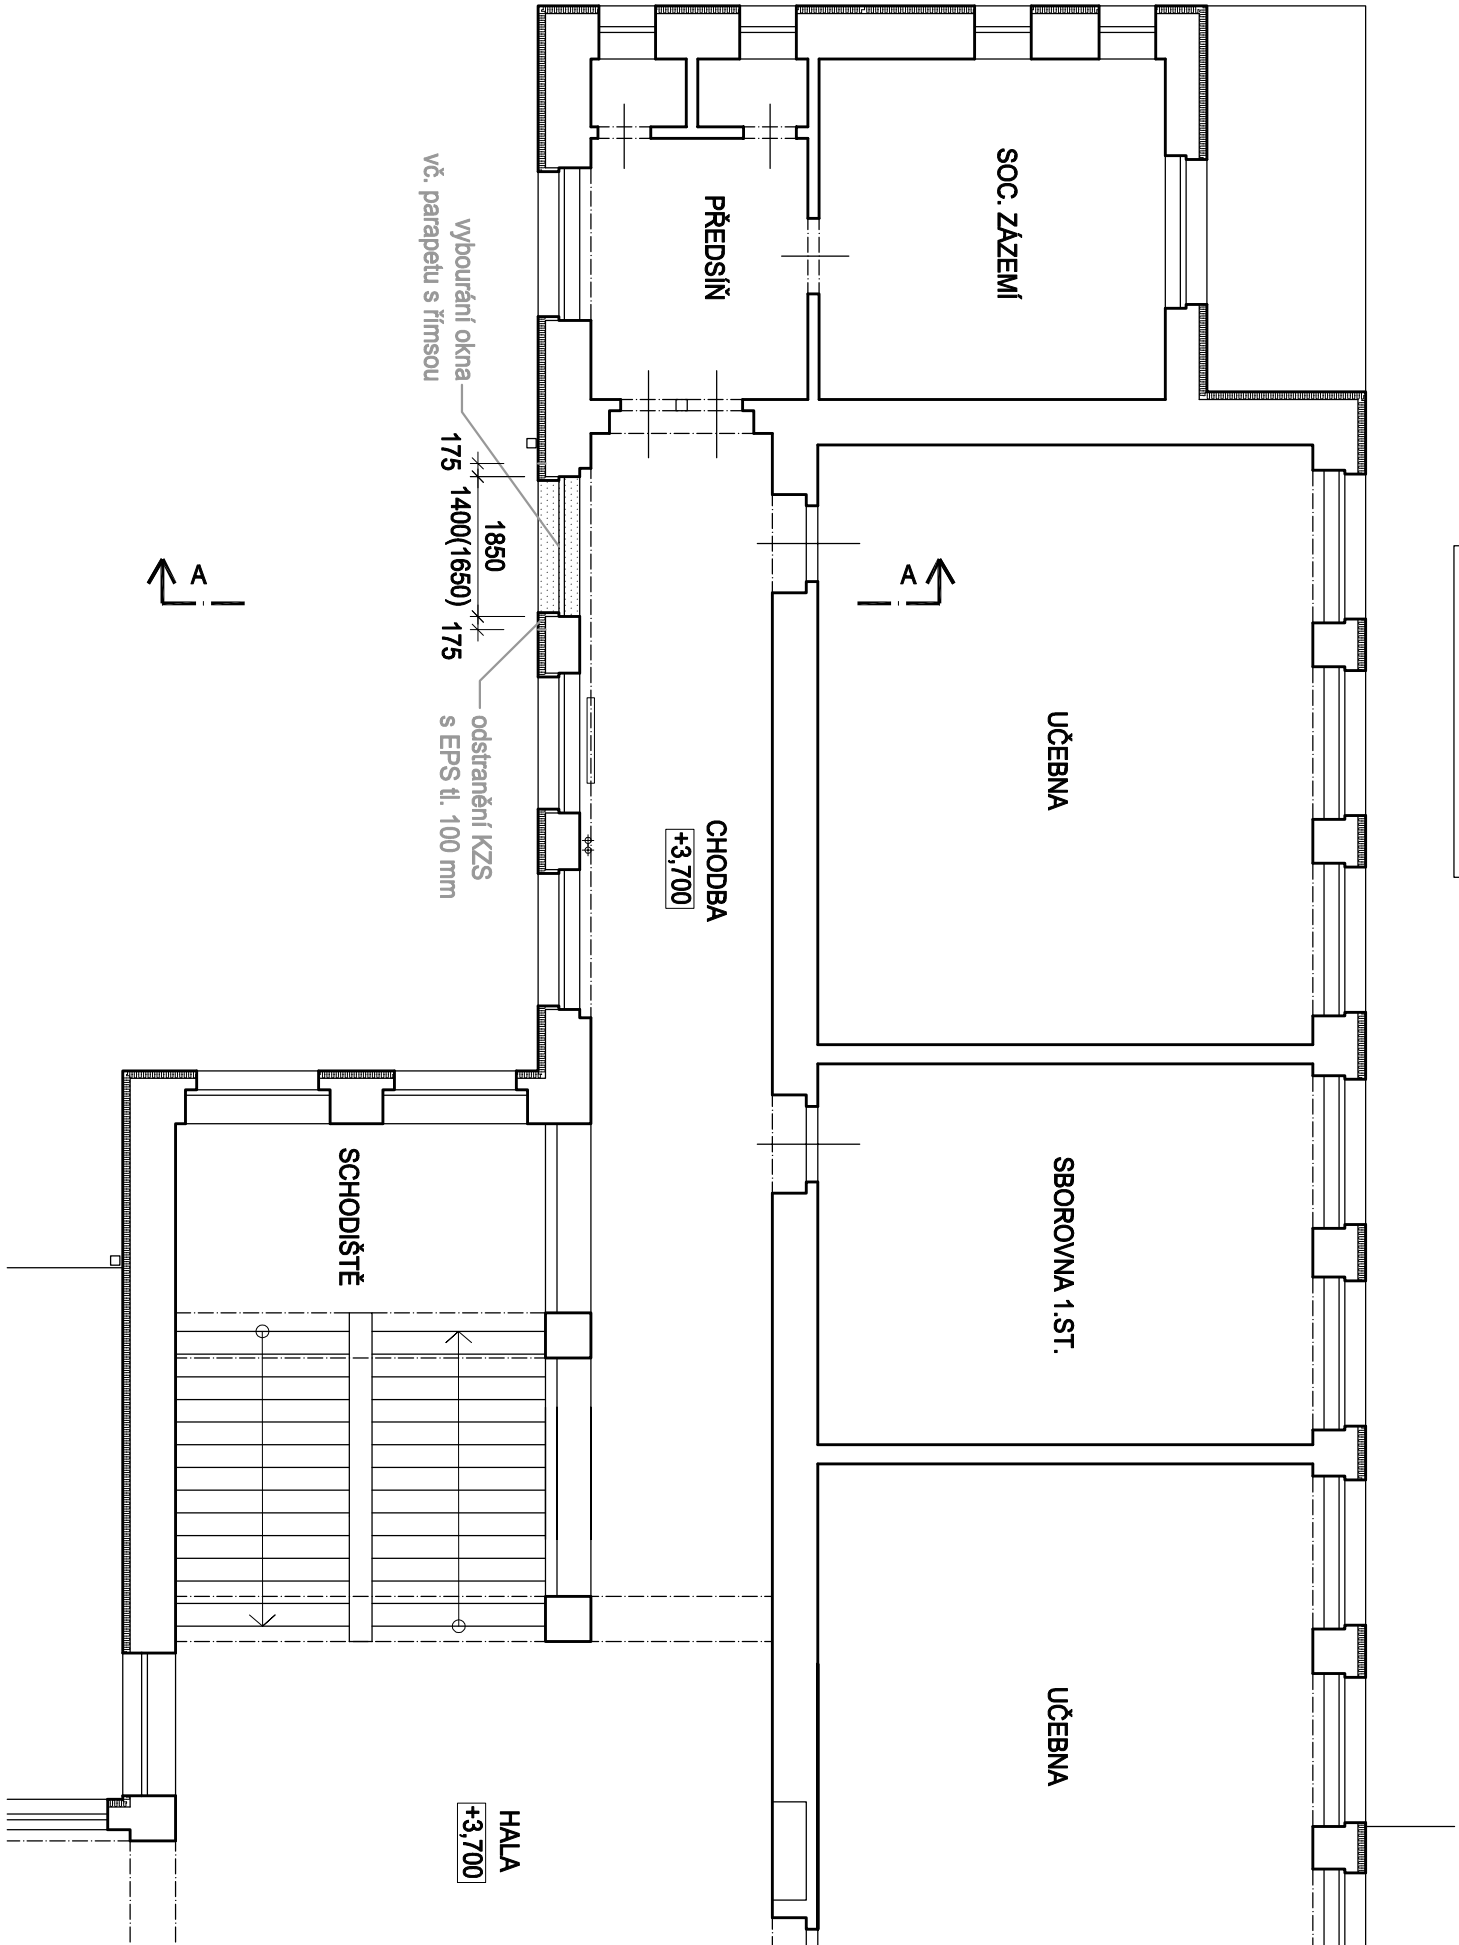 SOC. ZÁZEMÍ
PŘEDSÍŇ
vybourání okna
vč. parapetu s římsou
175
1850
1400(1650)
175
A
A
odstranění KZS
s EPS tl. 100 mm
UČEBNA
CHODBA
+3,700
SBOROVNA 1.ST.
SCHODIŠTĚ
UČEBNA
HALA
+3,700